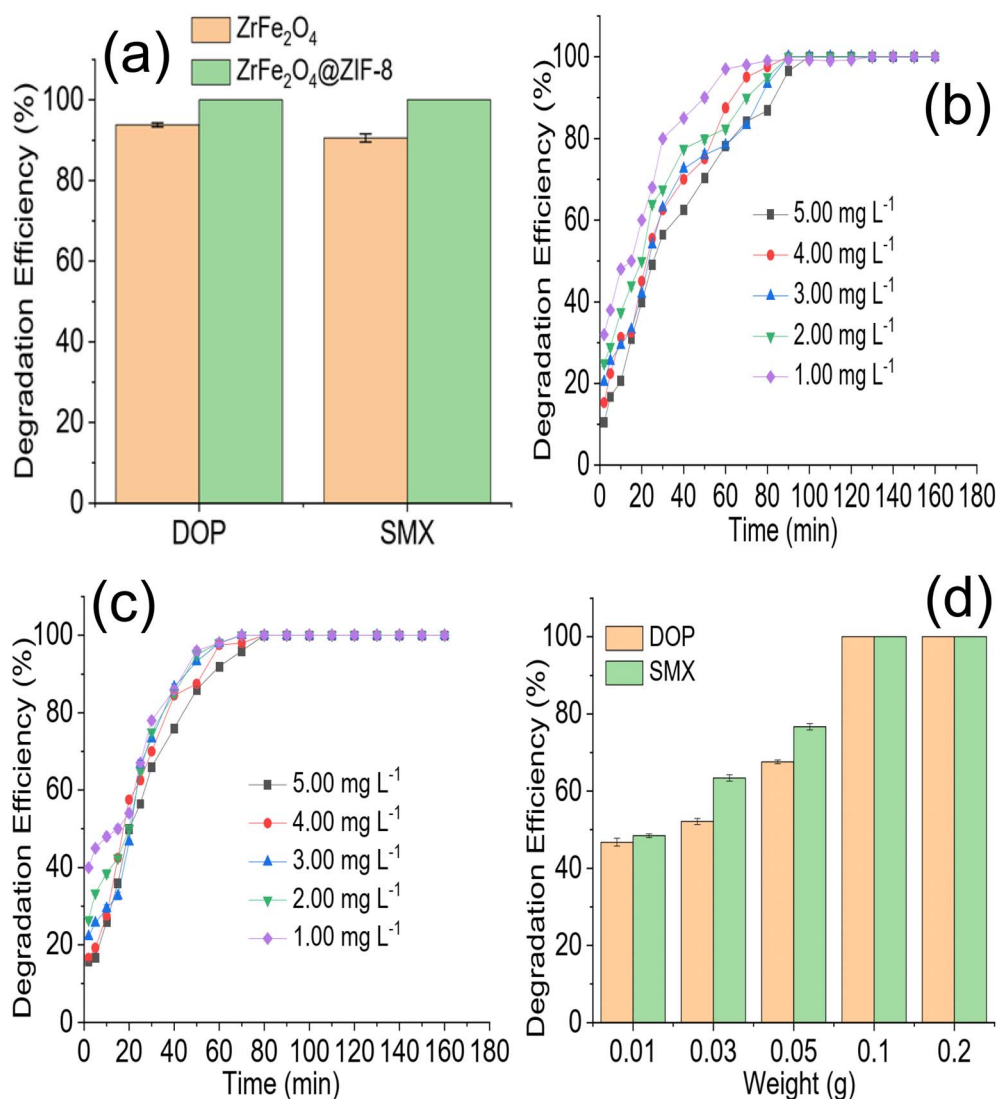 (a)
ZrFe₂O₄
ZrFe₂O₄@ZIF-8
Degradation Efficiency (%)
100
80
60
40
20
0
DOP SMX
(b)
Degradation Efficiency (%)
100
80
60
40
20
0
5.00 mg L⁻¹
4.00 mg L⁻¹
3.00 mg L⁻¹
2.00 mg L⁻¹
1.00 mg L⁻¹
0 20 40 60 80 100 120 140 160 180
Time (min)
(c)
Degradation Efficiency (%)
100
80
60
40
20
0
5.00 mg L⁻¹
4.00 mg L⁻¹
3.00 mg L⁻¹
2.00 mg L⁻¹
1.00 mg L⁻¹
0 20 40 60 80 100 120 140 160 180
Time (min)
(d)
DOP
SMX
Degradation Efficiency (%)
100
80
60
40
20
0
0.01 0.03 0.05 0.1 0.2
Weight (g)